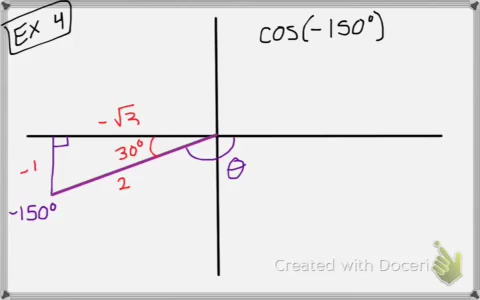 EX 4
cos(-150°)
-√3
30°
-1
2
θ
-150°
Created with Doceri